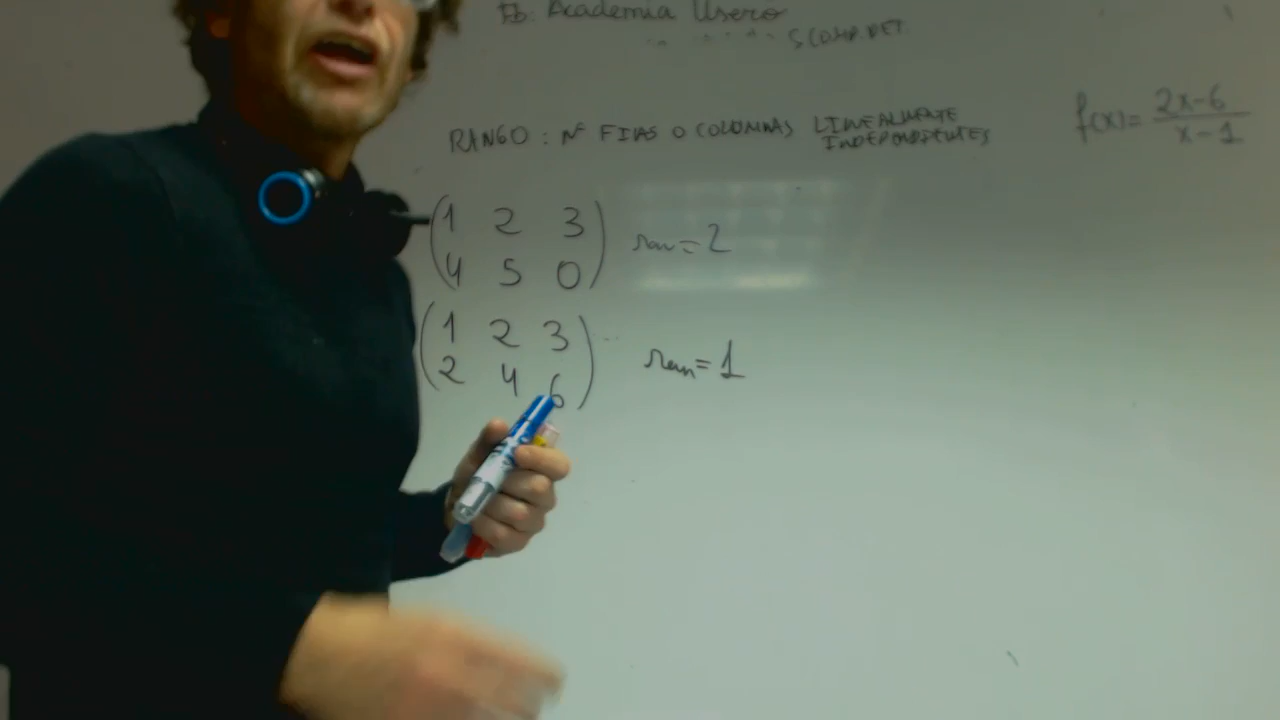 Fb: Academia Usero
RANGO: Nº FIAS O COLUMNAS LINEALMENTE
INDEPENDIENTES
f(x)= 2x-6
x-1
1 2 3
4 5 0
ran=2
1 2 3
2 4 6
ran=1